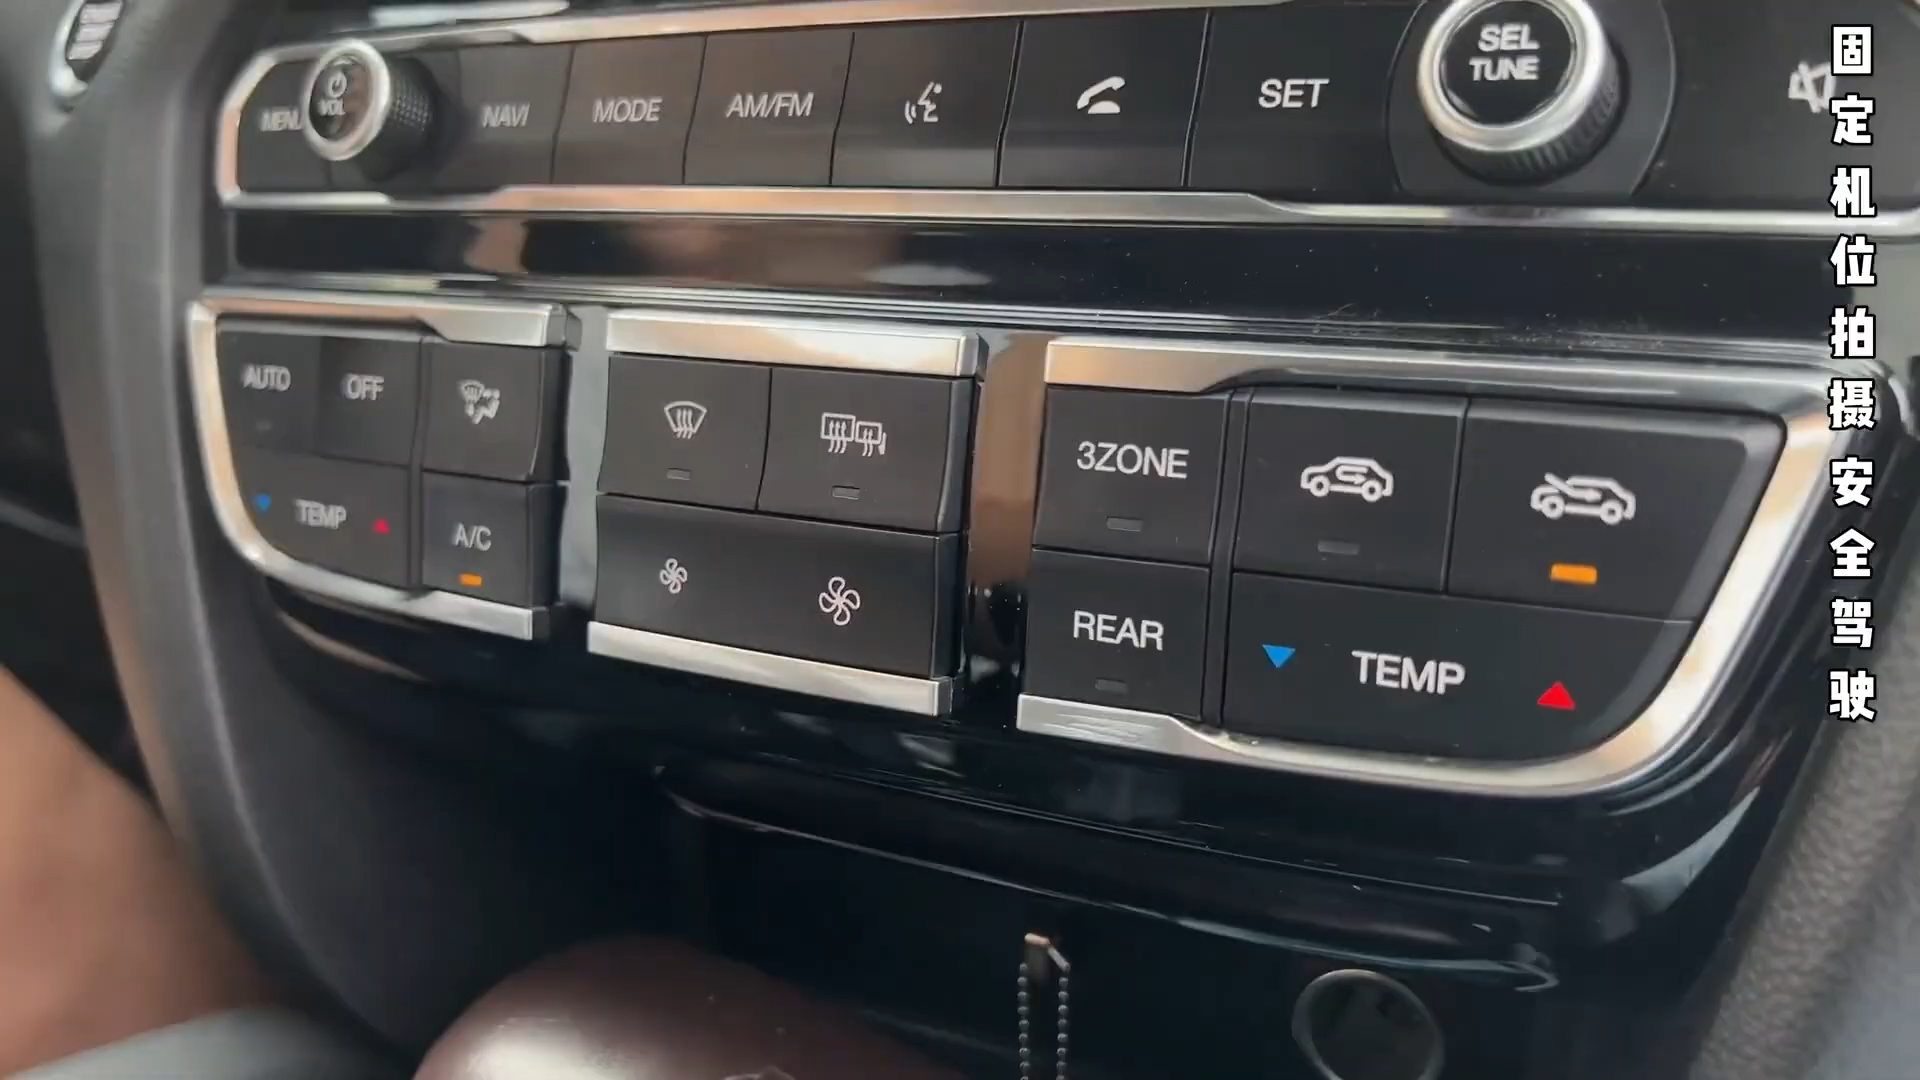 MENU
VOL
NAVI
MODE
AM/FM
SET
SEL
TUNE
AUTO
OFF
TEMP
A/C
3ZONE
REAR
TEMP
固定机位拍摄安全驾驶